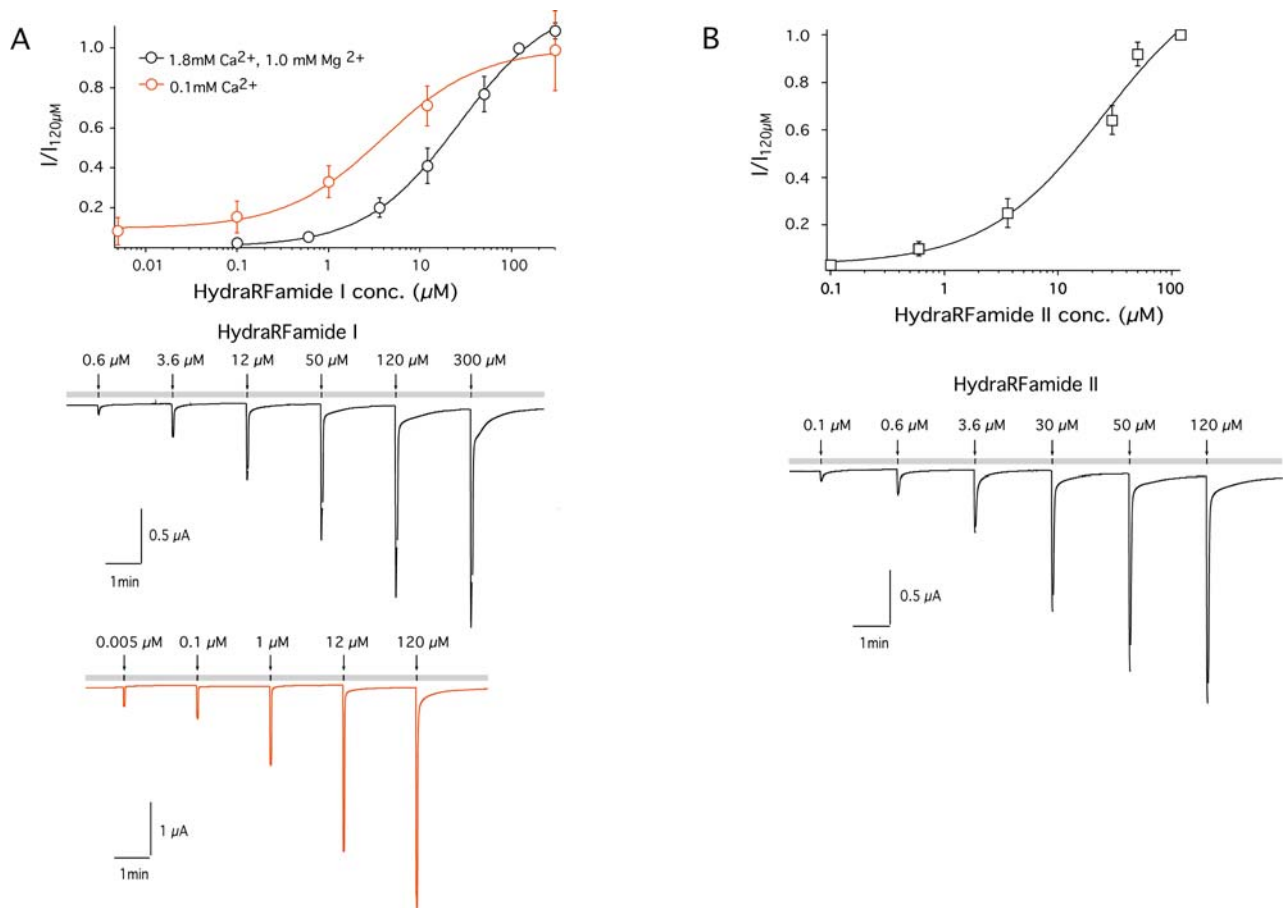 A
1.0
0.8
0.6
0.4
0.2
I/I120µM
1.8mM Ca2+, 1.0 mM Mg 2+
0.1mM Ca2+
0.01 0.1 1 10 100
HydraRFamide I conc. (µM)
HydraRFamide I
0.6 µM 3.6 µM 12 µM 50 µM 120 µM 300 µM
0.5 µA
1min
0.005 µM 0.1 µM 1 µM 12 µM 120 µM
1 µA
1min
B
1.0
0.8
0.6
0.4
0.2
I/I120µM
0.1 1 10 100
HydraRFamide II conc. (µM)
HydraRFamide II
0.1 µM 0.6 µM 3.6 µM 30 µM 50 µM 120 µM
0.5 µA
1min